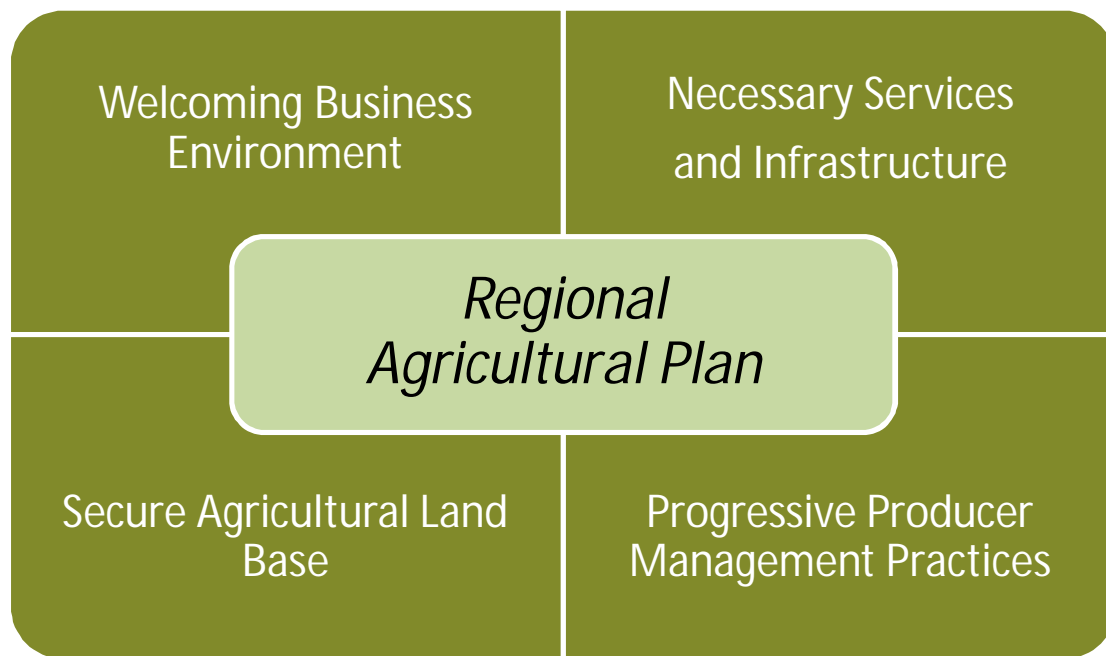 Welcoming Business
Environment
Necessary Services
and Infrastructure
Regional
Agricultural Plan
Secure Agricultural Land
Base
Progressive Producer
Management Practices